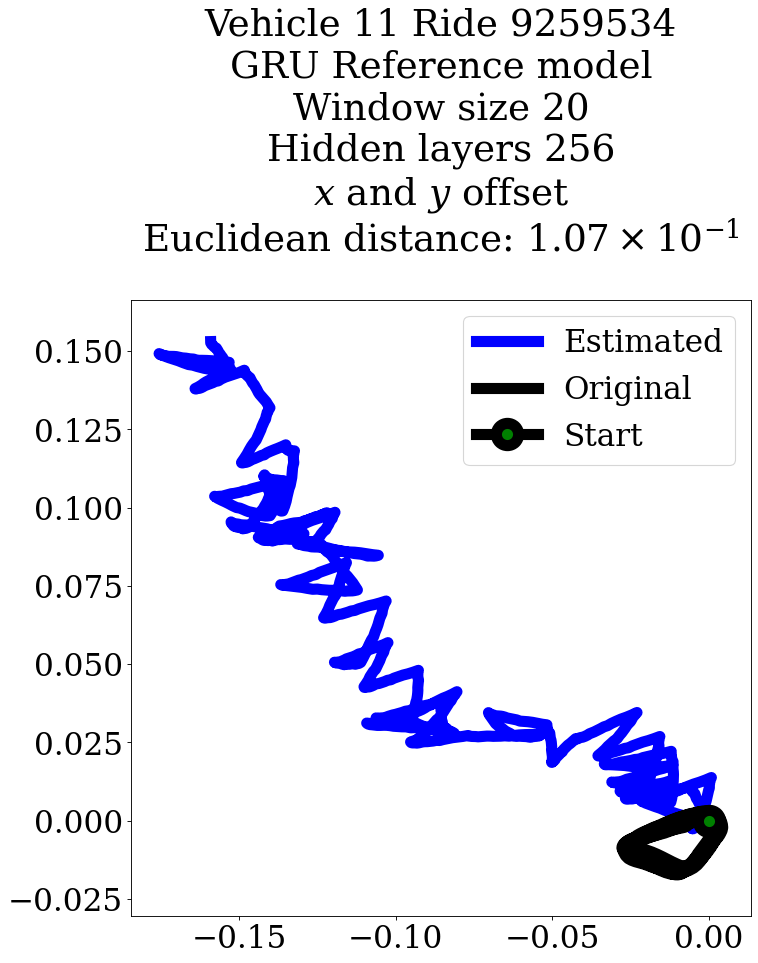 Vehicle 11 Ride 9259534
GRU Reference model
Window size 20
Hidden layers 256
x and y offset
Euclidean distance: 1.07 × 10⁻¹
Estimated
Original
Start
0.150
0.125
0.100
0.075
0.050
0.025
0.000
−0.025
−0.15 −0.10 −0.05 0.00